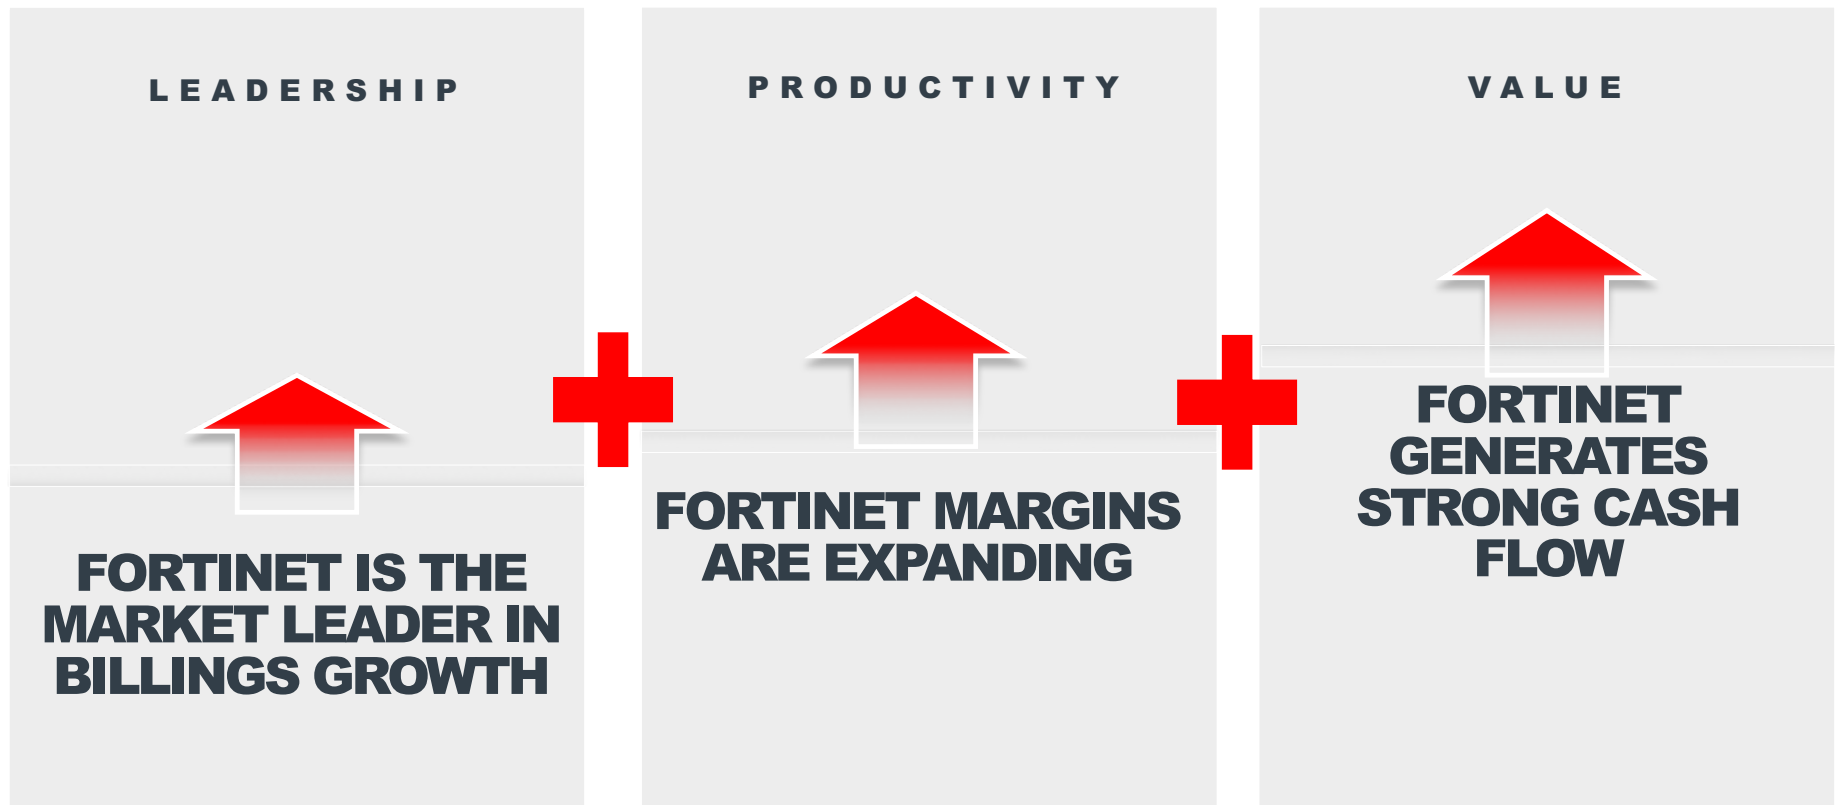 LEADERSHIP
FORTINET IS THE
MARKET LEADER IN
BILLINGS GROWTH
PRODUCTIVITY
FORTINET MARGINS
ARE EXPANDING
VALUE
FORTINET
GENERATES
STRONG CASH
FLOW